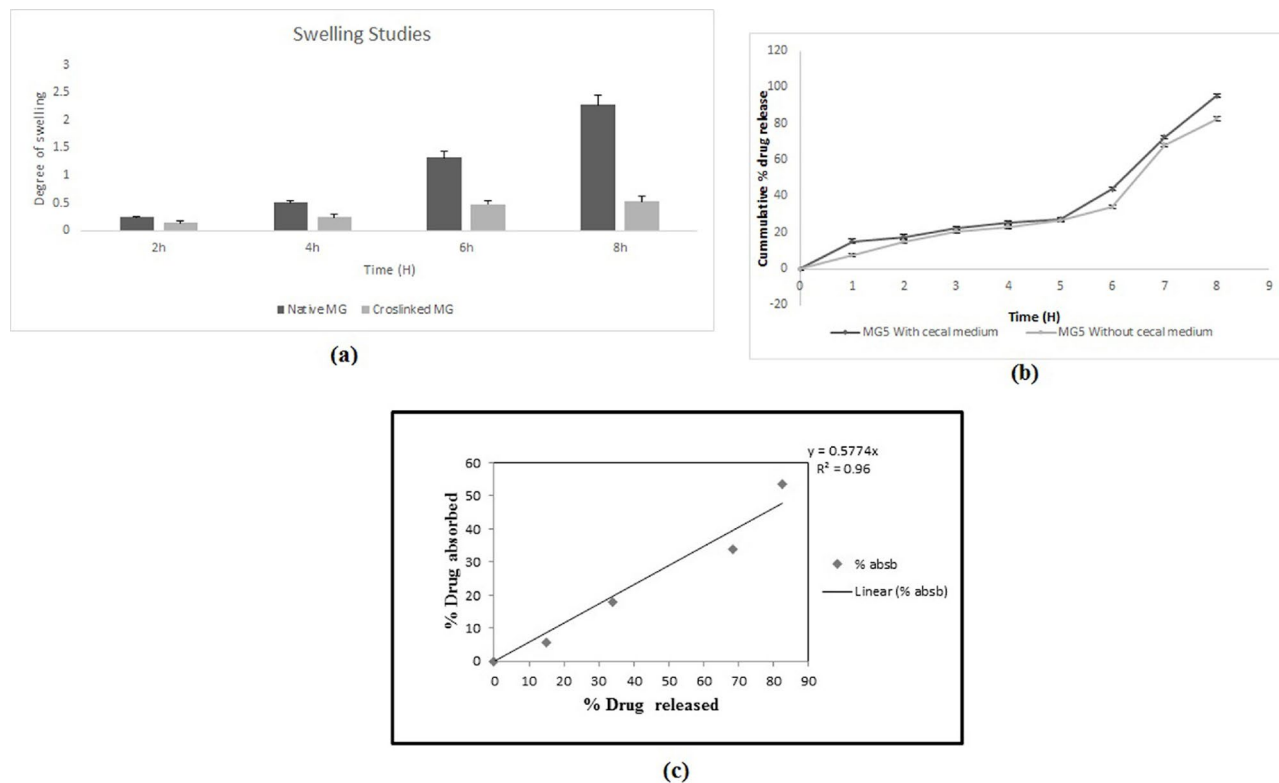 Swelling Studies
3
2.5
2
1.5
1
0.5
0
Degree of swelling
2h 4h 6h 8h
Time (H)
Native MG Croslinked MG
(a)
120
100
80
60
40
20
0
-20
Cummulative % drug release
0 1 2 3 4 5 6 7 8 9
Time (H)
MG5 With cecal medium MG5 Without cecal medium
(b)
y = 0.5774x
R² = 0.96
60
50
40
30
20
10
0
% Drug absorbed
0 10 20 30 40 50 60 70 80 90
% Drug released
% absb
Linear (% absb)
(c)